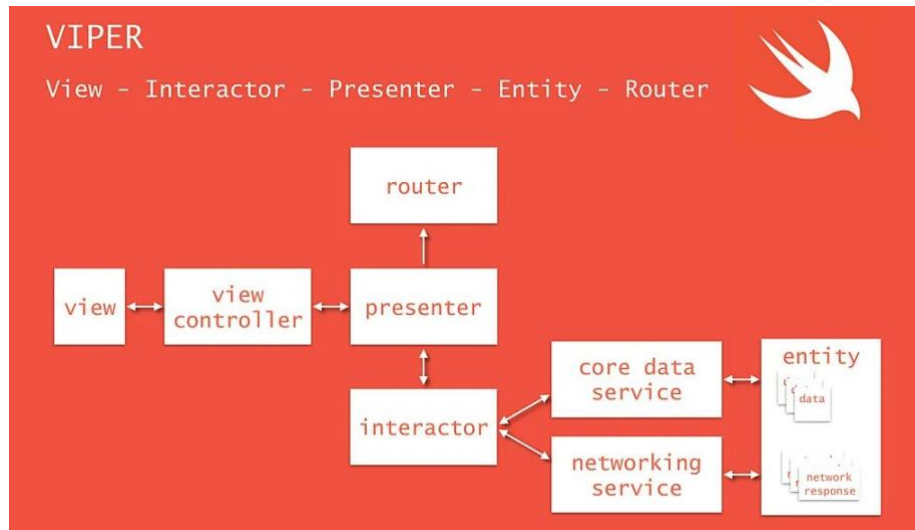 VIPER
View - Interactor - Presenter - Entity - Router
router
view
view
controller
presenter
interactor
core data
service
networking
service
entity
data
network
response